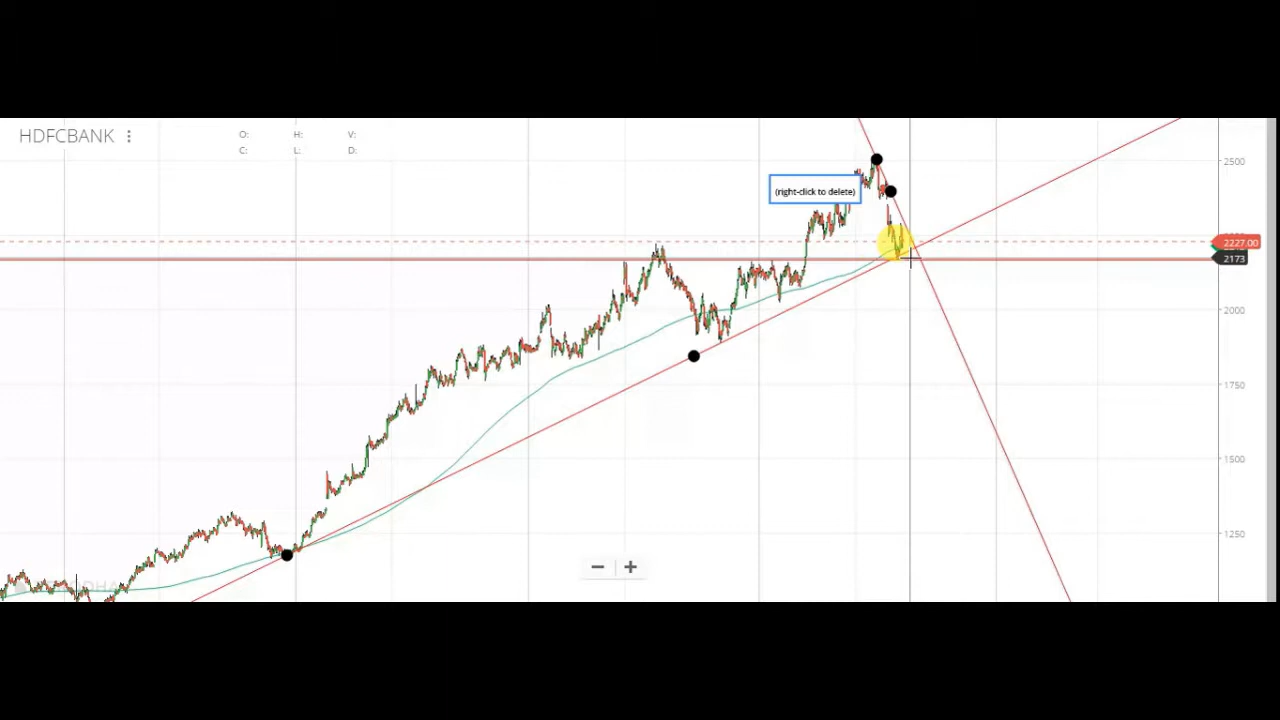 HDFCBANK
O: H: V:
C: L: D:
2500
(right-click to delete)
2227.00
2173
2000
1750
1500
1250
− +